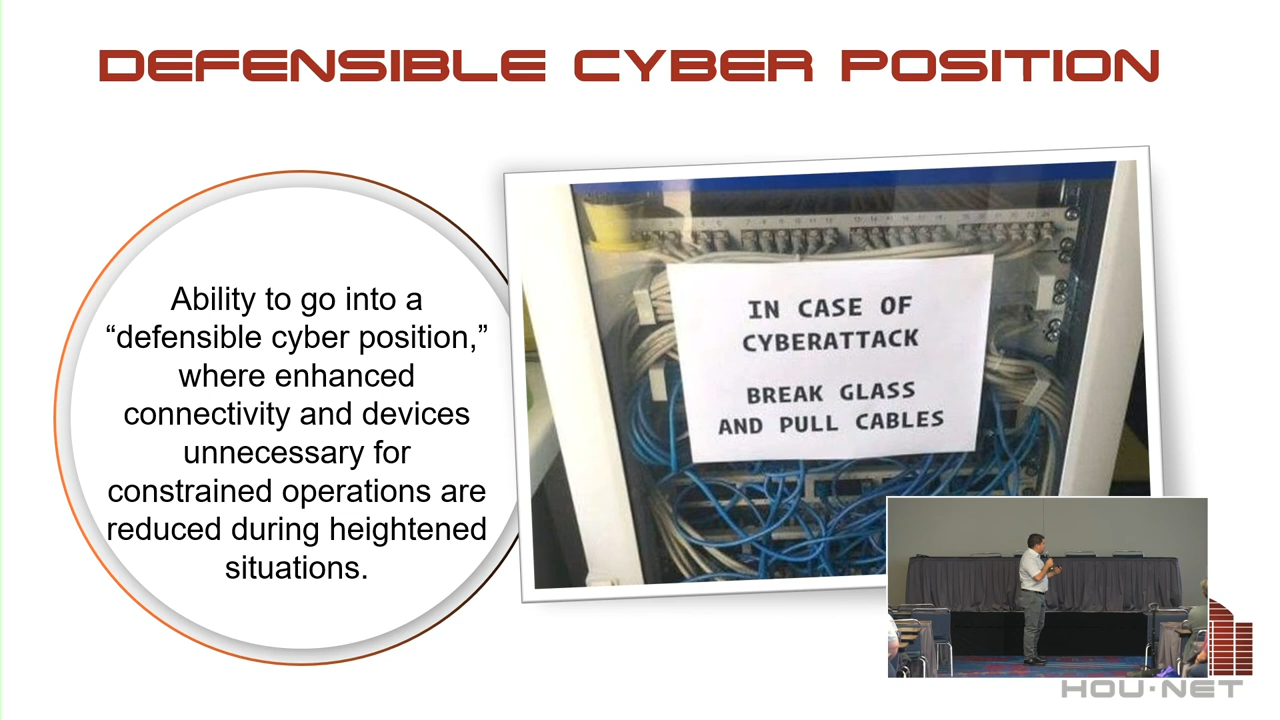 DEFENSIBLE CYBER POSITION
Ability to go into a
“defensible cyber position,”
where enhanced
connectivity and devices
unnecessary for
constrained operations are
reduced during heightened
situations.
IN CASE OF
CYBERATTACK
BREAK GLASS
AND PULL CABLES
HOU·NET